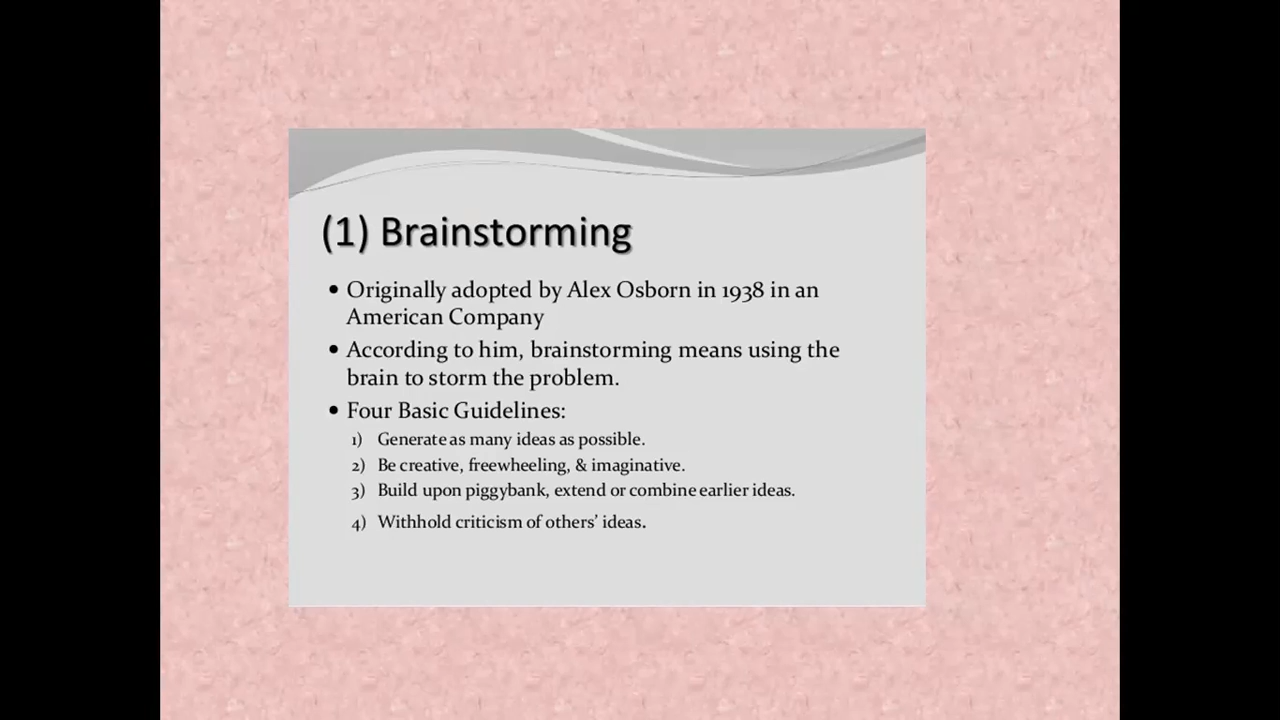 (1) Brainstorming
• Originally adopted by Alex Osborn in 1938 in an
American Company
• According to him, brainstorming means using the
brain to storm the problem.
• Four Basic Guidelines:
1) Generate as many ideas as possible.
2) Be creative, freewheeling, & imaginative.
3) Build upon piggybank, extend or combine earlier ideas.
4) Withhold criticism of others’ ideas.